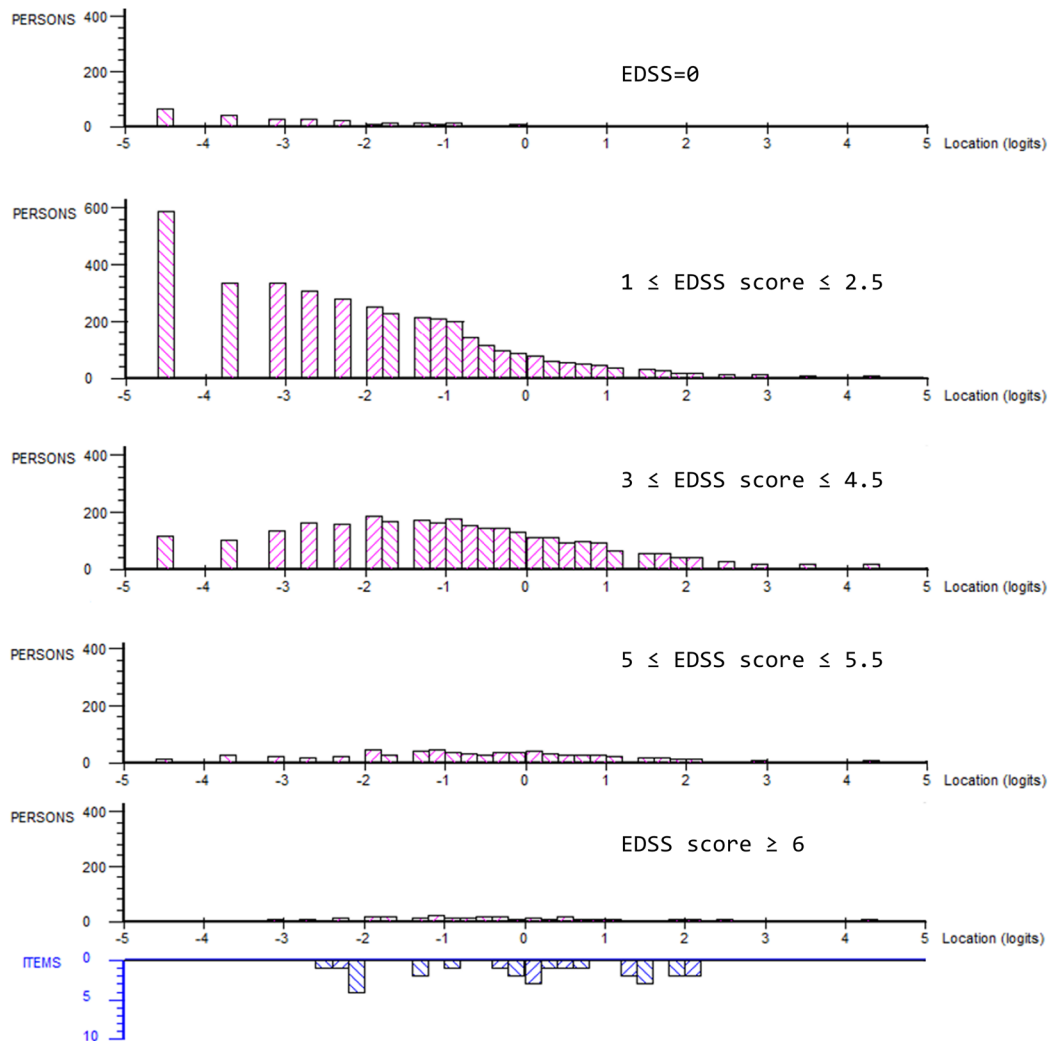 PERSONS 400
EDSS=0
200
0
-5 -4 -3 -2 -1 0 1 2 3 4 5 Location (logits)
PERSONS 600
400
1 ≤ EDSS score ≤ 2.5
200
0
-5 -4 -3 -2 -1 0 1 2 3 4 5 Location (logits)
PERSONS 400
3 ≤ EDSS score ≤ 4.5
200
0
-5 -4 -3 -2 -1 0 1 2 3 4 5 Location (logits)
PERSONS 400
5 ≤ EDSS score ≤ 5.5
200
0
-5 -4 -3 -2 -1 0 1 2 3 4 5 Location (logits)
PERSONS 400
EDSS score ≥ 6
200
0
-5 -4 -3 -2 -1 0 1 2 3 4 5 Location (logits)
ITEMS 0
5
10